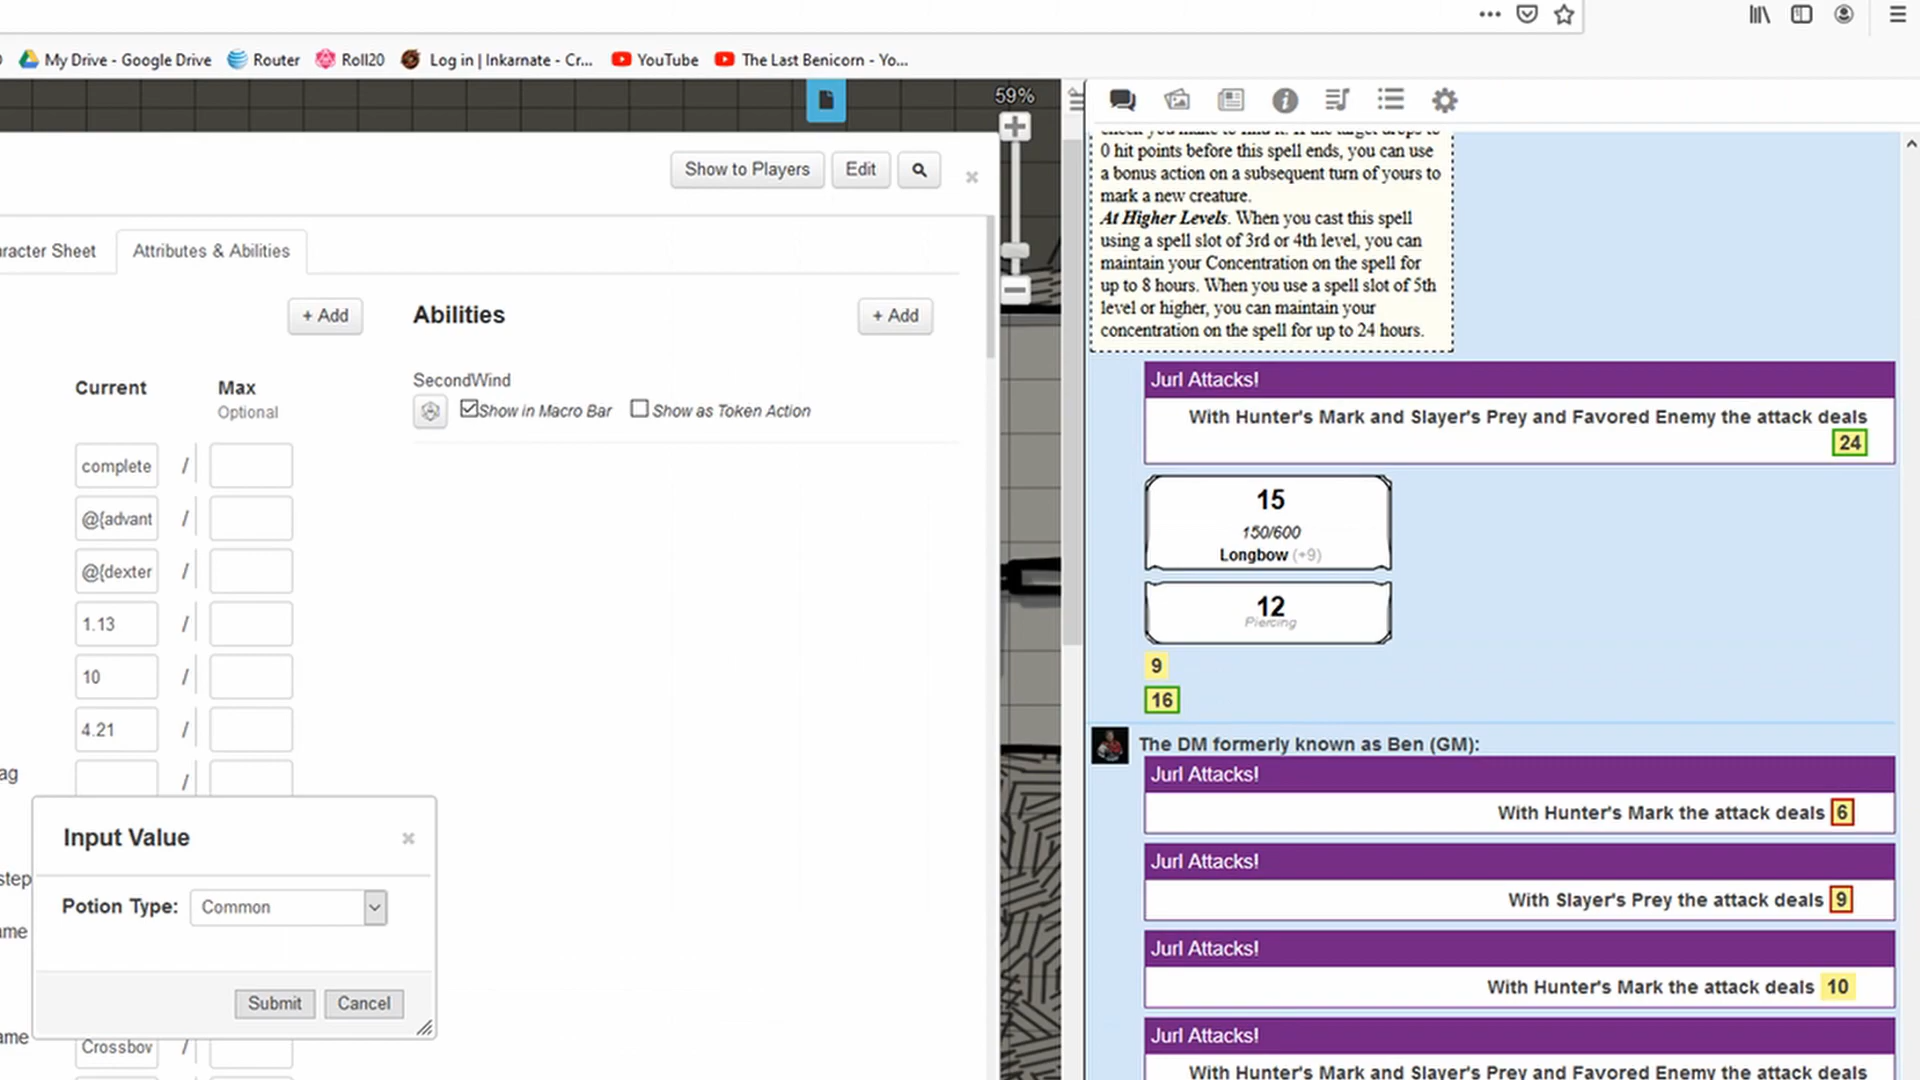 My Drive - Google Drive
Router
Roll20
Log in | Inkarnate - Cr...
YouTube
The Last Benicorn - Yo...
59%
Show to Players
Edit
racter Sheet
Attributes & Abilities
+ Add
Abilities
+ Add
Current
Max
Optional
SecondWind
Show in Macro Bar
Show as Token Action
complete /
@{advant /
@{dexter /
1.13 /
10 /
4.21 /
/
ag
step
ame
ame
Crossbov /
Input Value
Potion Type: Common
Submit
Cancel
0 hit points before this spell ends, you can use
a bonus action on a subsequent turn of yours to
mark a new creature.
At Higher Levels. When you cast this spell
using a spell slot of 3rd or 4th level, you can
maintain your Concentration on the spell for
up to 8 hours. When you use a spell slot of 5th
level or higher, you can maintain your
concentration on the spell for up to 24 hours.
Jurl Attacks!
With Hunter's Mark and Slayer's Prey and Favored Enemy the attack deals
24
15
150/600
Longbow (+9)
12
Piercing
9
16
The DM formerly known as Ben (GM):
Jurl Attacks!
With Hunter's Mark the attack deals 6
Jurl Attacks!
With Slayer's Prey the attack deals 9
Jurl Attacks!
With Hunter's Mark the attack deals 10
Jurl Attacks!
With Hunter's Mark and Slayer's Prey and Favored Enemy the attack deals